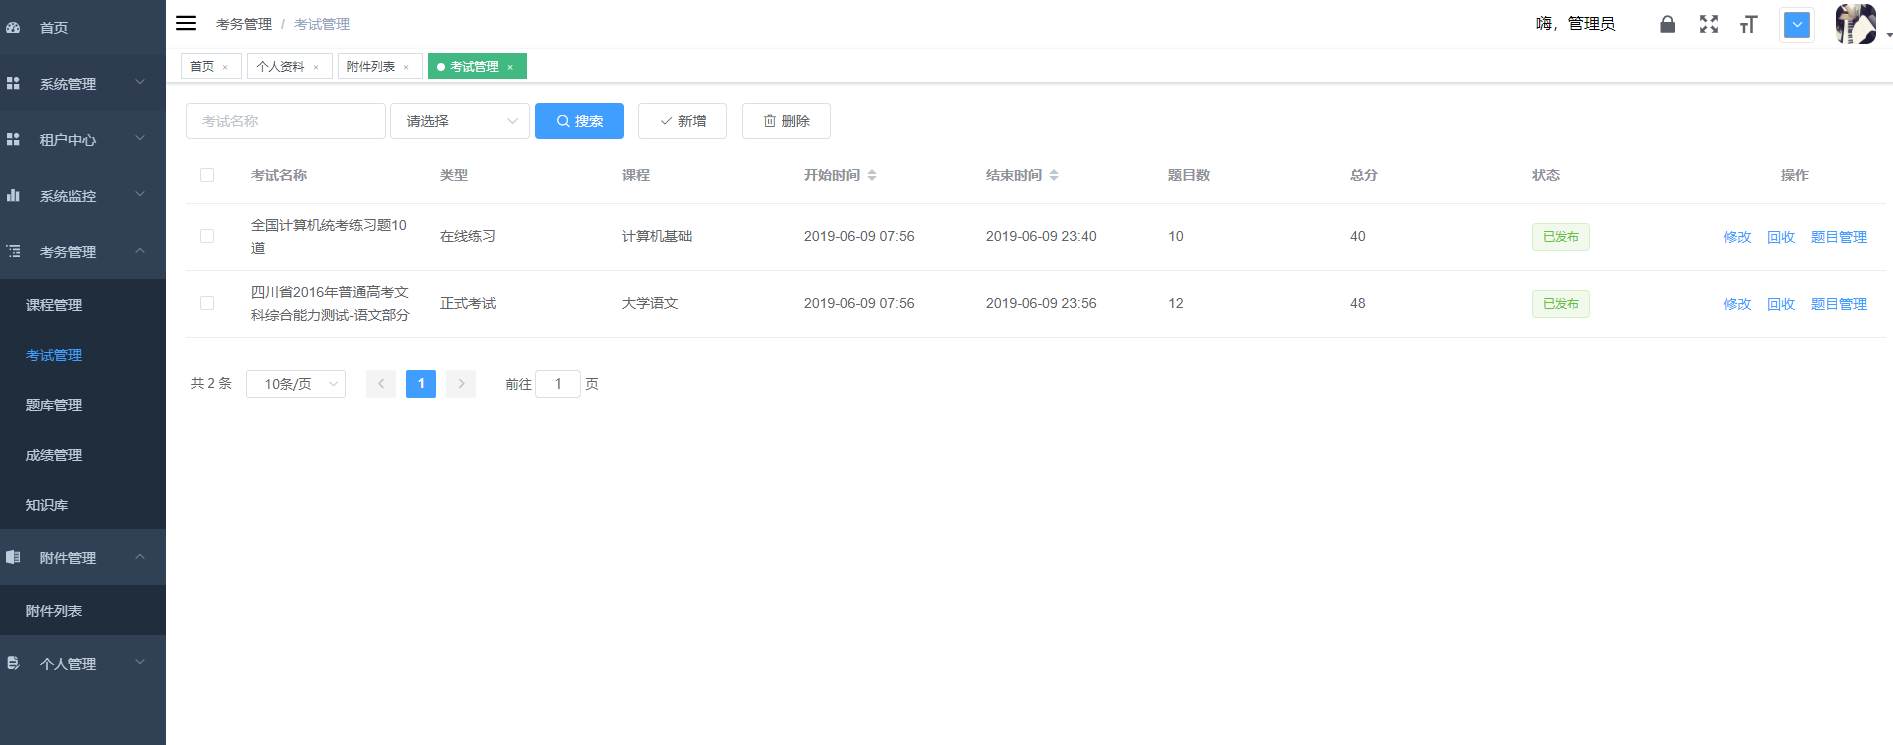 首页
系统管理
租户中心
系统监控
考务管理
课程管理
考试管理
题库管理
成绩管理
知识库
附件管理
附件列表
个人管理
考务管理 / 考试管理
嗨，管理员
首页 × 个人资料 × 附件列表 × 考试管理 ×
考试名称 请选择 搜索 新增 删除
考试名称 类型 课程 开始时间 结束时间 题目数 总分 状态 操作
全国计算机统考练习题10
道
在线练习 计算机基础 2019-06-09 07:56 2019-06-09 23:40 10 40 已发布 修改 回收 题目管理
四川省2016年普通高考文
科综合能力测试-语文部分
正式考试 大学语文 2019-06-09 07:56 2019-06-09 23:56 12 48 已发布 修改 回收 题目管理
共 2 条 10条/页 1 前往 1 页